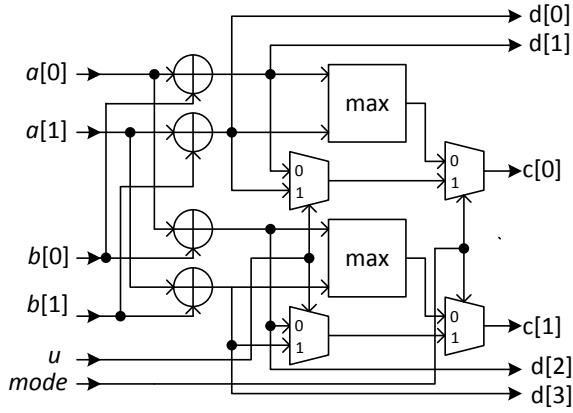 d[0]
d[1]
a[0]
max
a[1]
0
1
0
1
c[0]
b[0]
max
b[1]
0
1
0
1
c[1]
u
d[2]
mode
d[3]